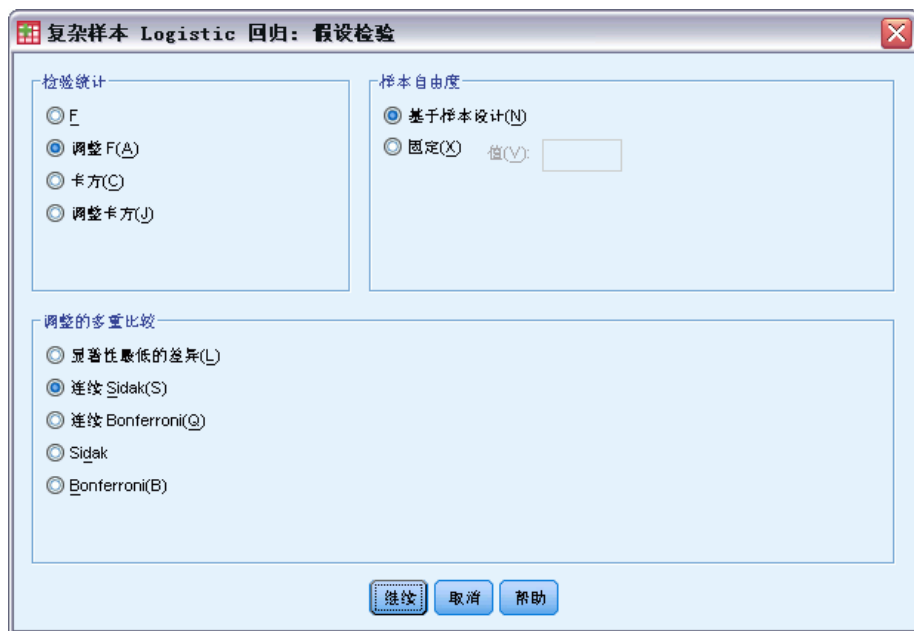 复杂样本 Logistic 回归: 假设检验
检验统计
F
调整 F(A)
卡方(C)
调整卡方(J)
样本自由度
基于样本设计(N)
固定(X) 值(V):
调整的多重比较
显著性最低的差异(L)
连续 Sidak(S)
连续 Bonferroni(Q)
Sidak
Bonferroni(B)
继续 取消 帮助